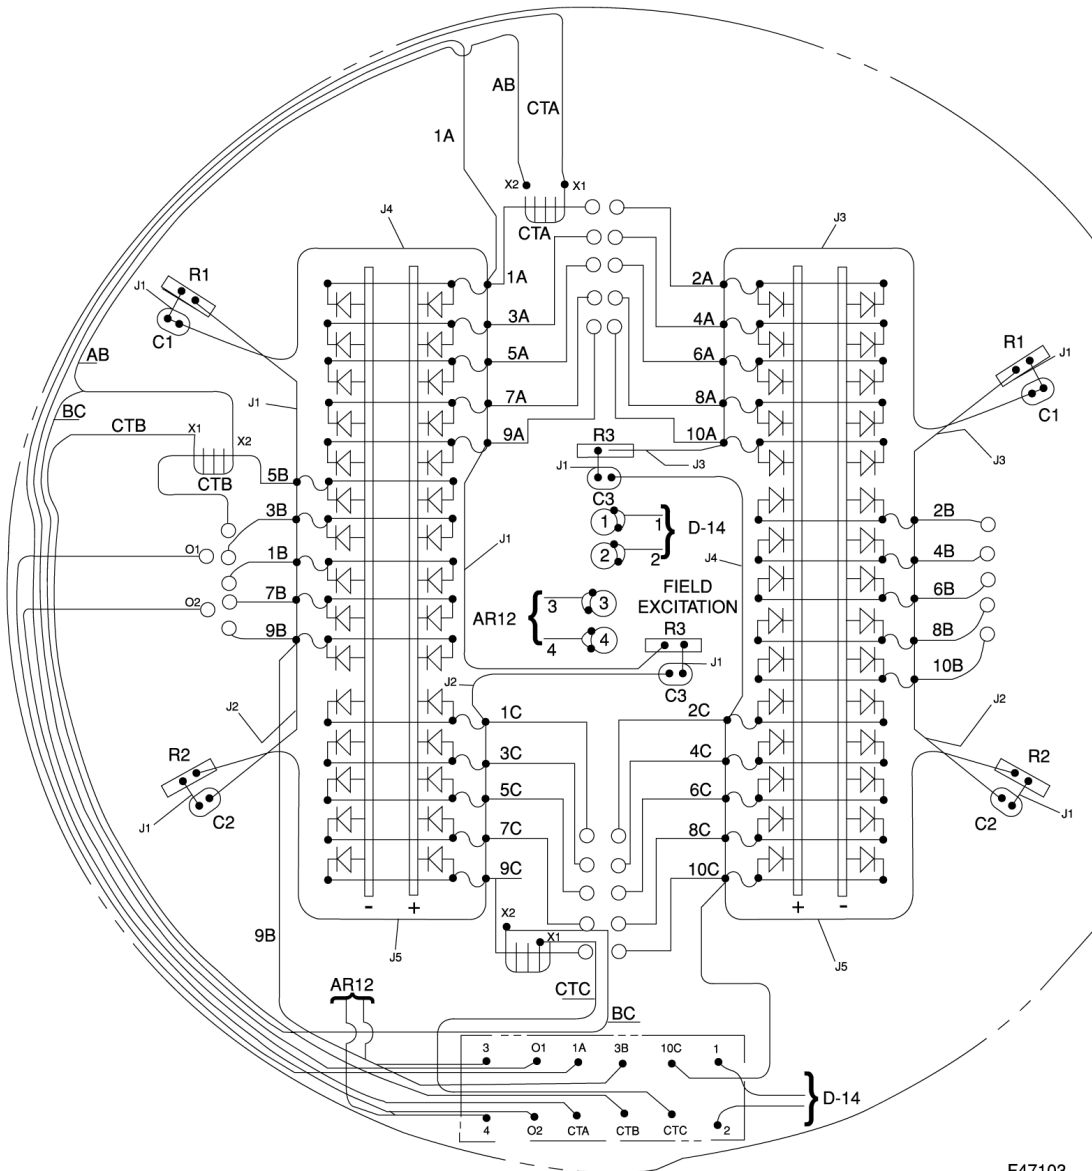 AB
CTA
1A
X2
X1
CTA
J4
J3
R1
J1
C1
1A
2A
3A
4A
5A
6A
7A
8A
9A
10A
AB
BC
CTB
J1
X1
X2
CTB
5B
3B
1B
7B
9B
O1
O2
R1
J1
C1
J3
R3
J1
J3
C3
1
1
D-14
2
2
J1
J4
FIELD
EXCITATION
AR12
3
3
4
4
R3
J1
C3
J2
2B
4B
6B
8B
10B
J2
R2
J1
C2
J2
R2
J1
C2
1C
2C
3C
4C
5C
6C
7C
8C
9C
10C
-
+
+
-
J5
J5
9B
X2
X1
CTC
BC
AR12
3
O1
1A
3B
10C
1
D-14
4
O2
CTA
CTB
CTC
2
F47103